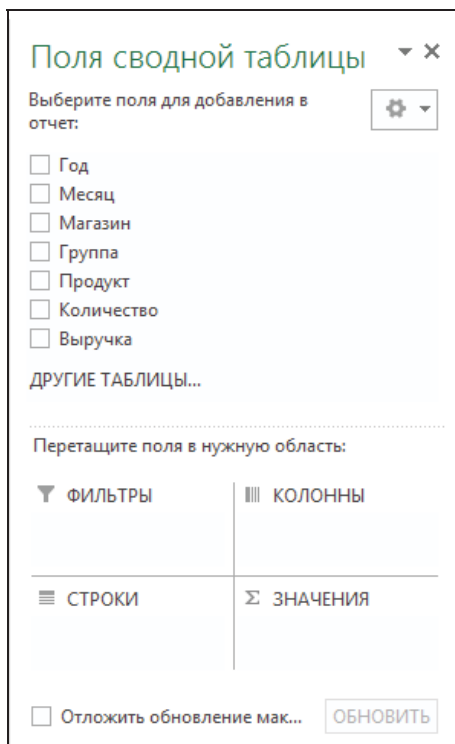 Поля сводной таблицы
Выберите поля для добавления в
отчет:
Год
Месяц
Магазин
Группа
Продукт
Количество
Выручка
ДРУГИЕ ТАБЛИЦЫ...
Перетащите поля в нужную область:
ФИЛЬТРЫ
КОЛОННЫ
СТРОКИ
Σ ЗНАЧЕНИЯ
Отложить обновление мак...
ОБНОВИТЬ